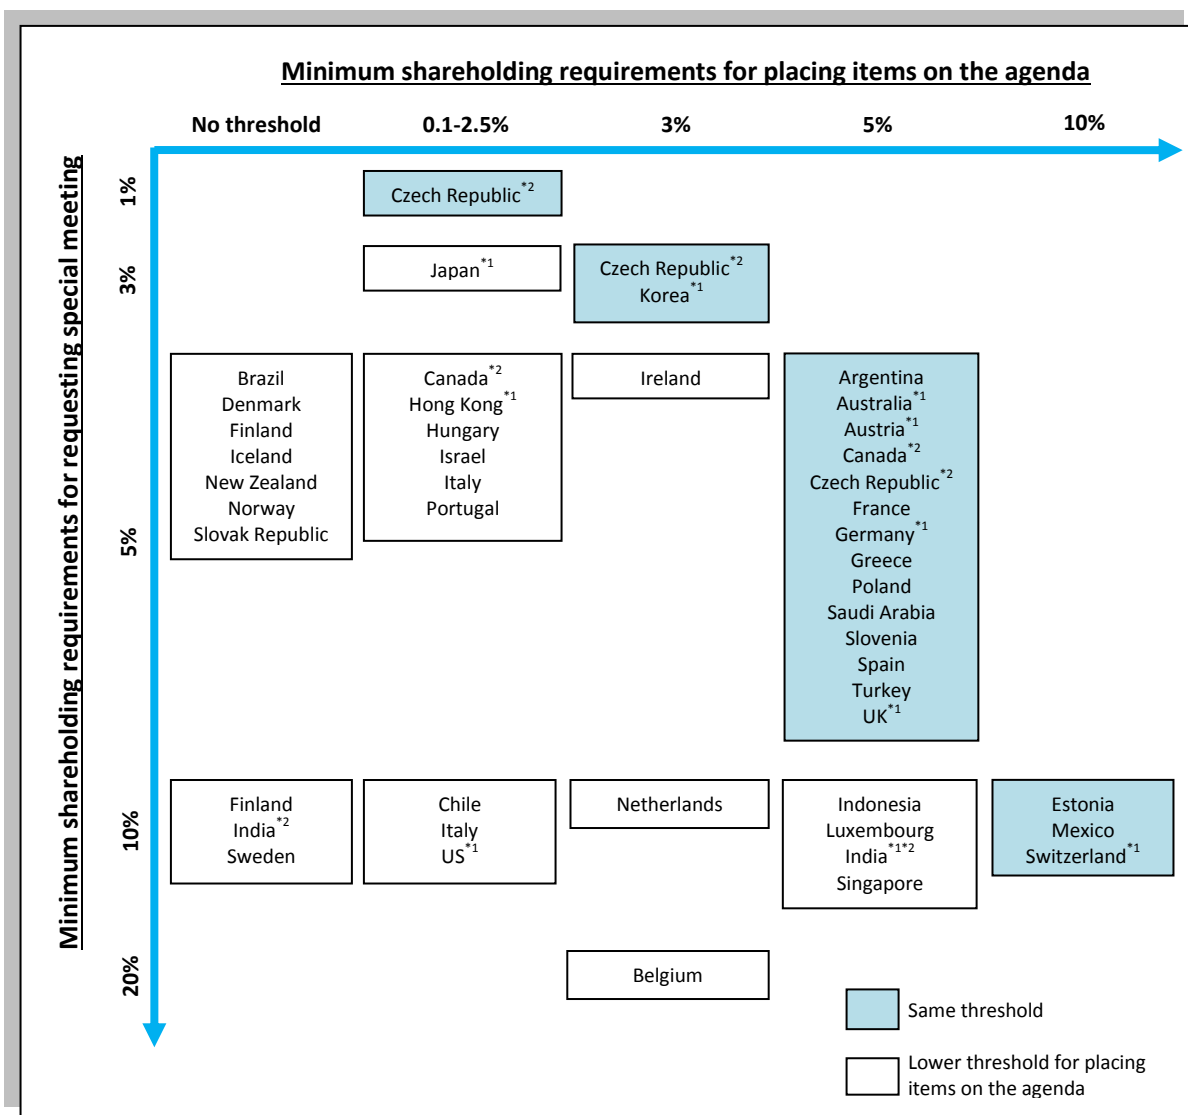 Minimum shareholding requirements for placing items on the agenda
No threshold 0.1-2.5% 3% 5% 10%
Minimum shareholding requirements for requesting special meeting
1%
Czech Republic*2
3%
Japan*1
Czech Republic*2
Korea*1
5%
Brazil
Denmark
Finland
Iceland
New Zealand
Norway
Slovak Republic
Canada*2
Hong Kong*1
Hungary
Israel
Italy
Portugal
Ireland
Argentina
Australia*1
Austria*1
Canada*2
Czech Republic*2
France
Germany*1
Greece
Poland
Saudi Arabia
Slovenia
Spain
Turkey
UK*1
10%
Finland
India*2
Sweden
Chile
Italy
US*1
Netherlands
Indonesia
Luxembourg
India*1*2
Singapore
Estonia
Mexico
Switzerland*1
20%
Belgium
Same threshold
Lower threshold for placing
items on the agenda